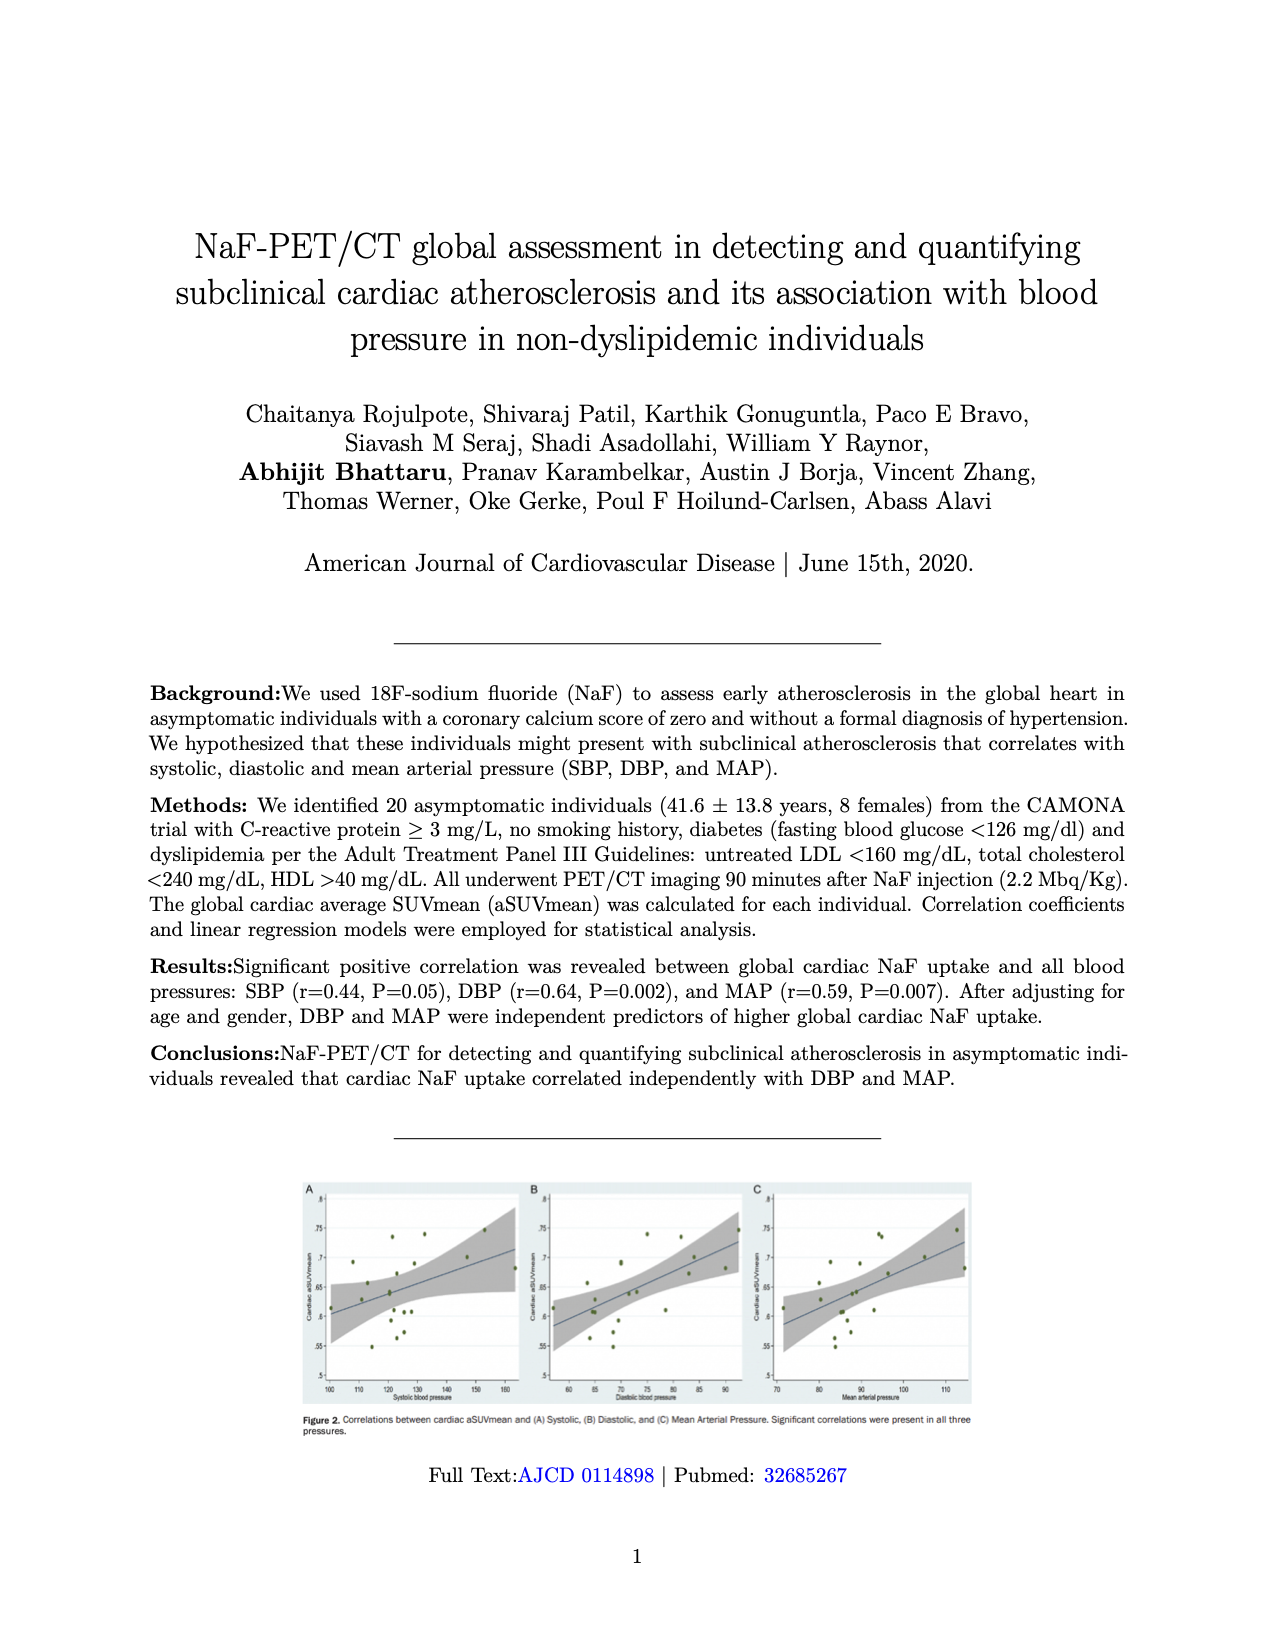 NaF-PET/CT global assessment in detecting and quantifying
subclinical cardiac atherosclerosis and its association with blood
pressure in non-dyslipidemic individuals
Chaitanya Rojulpote, Shivaraj Patil, Karthik Gonuguntla, Paco E Bravo,
Siavash M Seraj, Shadi Asadollahi, William Y Raynor,
Abhijit Bhattaru, Pranav Karambelkar, Austin J Borja, Vincent Zhang,
Thomas Werner, Oke Gerke, Poul F Hoilund-Carlsen, Abass Alavi
American Journal of Cardiovascular Disease | June 15th, 2020.
Background:We used 18F-sodium fluoride (NaF) to assess early atherosclerosis in the global heart in
asymptomatic individuals with a coronary calcium score of zero and without a formal diagnosis of hypertension.
We hypothesized that these individuals might present with subclinical atherosclerosis that correlates with
systolic, diastolic and mean arterial pressure (SBP, DBP, and MAP).
Methods: We identified 20 asymptomatic individuals (41.6 ± 13.8 years, 8 females) from the CAMONA
trial with C-reactive protein ≥ 3 mg/L, no smoking history, diabetes (fasting blood glucose <126 mg/dl) and
dyslipidemia per the Adult Treatment Panel III Guidelines: untreated LDL <160 mg/dL, total cholesterol
<240 mg/dL, HDL >40 mg/dL. All underwent PET/CT imaging 90 minutes after NaF injection (2.2 Mbq/Kg).
The global cardiac average SUVmean (aSUVmean) was calculated for each individual. Correlation coefficients
and linear regression models were employed for statistical analysis.
Results:Significant positive correlation was revealed between global cardiac NaF uptake and all blood
pressures: SBP (r=0.44, P=0.05), DBP (r=0.64, P=0.002), and MAP (r=0.59, P=0.007). After adjusting for
age and gender, DBP and MAP were independent predictors of higher global cardiac NaF uptake.
Conclusions:NaF-PET/CT for detecting and quantifying subclinical atherosclerosis in asymptomatic indi-
viduals revealed that cardiac NaF uptake correlated independently with DBP and MAP.
A
.8
.75
.7
.65
.6
.55
.5
Cardiac aSUVmean
100 110 120 130 140 150 160
Systolic blood pressure
B
.8
.75
.7
.65
.6
.55
.5
Cardiac aSUVmean
60 65 70 75 80 85 90
Diastolic blood pressure
C
.8
.75
.7
.65
.6
.55
.5
Cardiac aSUVmean
70 80 90 100 110
Mean arterial pressure
Figure 2. Correlations between cardiac aSUVmean and (A) Systolic, (B) Diastolic, and (C) Mean Arterial Pressure. Significant correlations were present in all three
pressures.
Full Text:AJCD 0114898 | Pubmed: 32685267
1